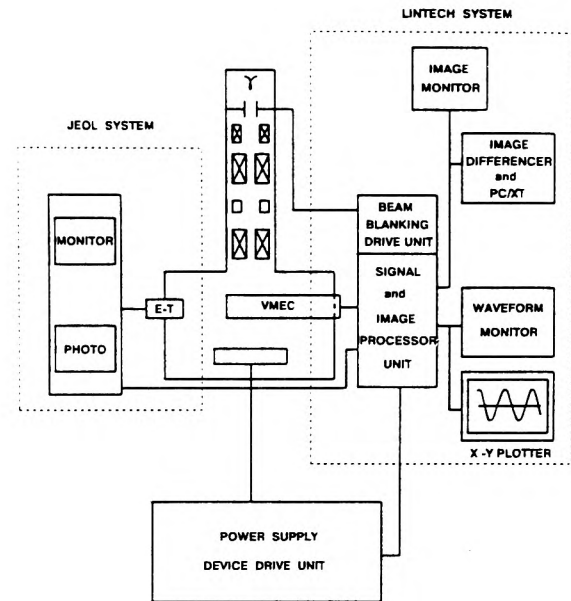 LINTECH SYSTEM
IMAGE
MONITOR
JEOL SYSTEM
IMAGE
DIFFERENCER
and
PC/XT
BEAM
BLANKING
DRIVE UNIT
MONITOR
SIGNAL
and
IMAGE
PROCESSOR
UNIT
E-T
VMEC
WAVEFORM
MONITOR
PHOTO
X-Y PLOTTER
POWER SUPPLY
DEVICE DRIVE UNIT